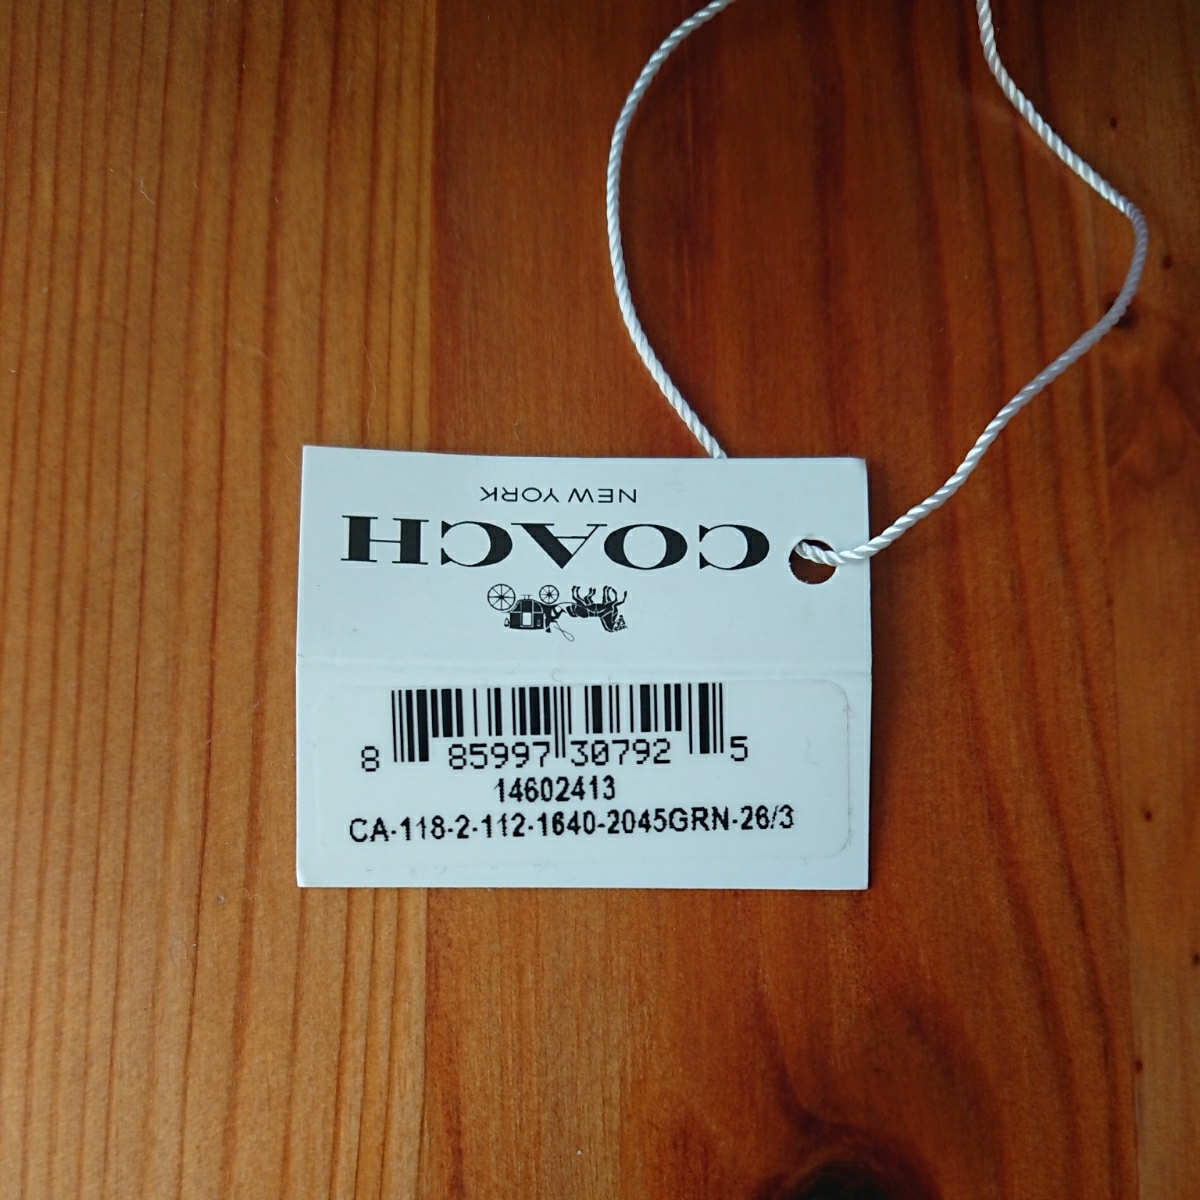 COACH
NEW YORK
8 85997 30792 5
14602413
CA-118-2-112-1640-2045GRN-26/3